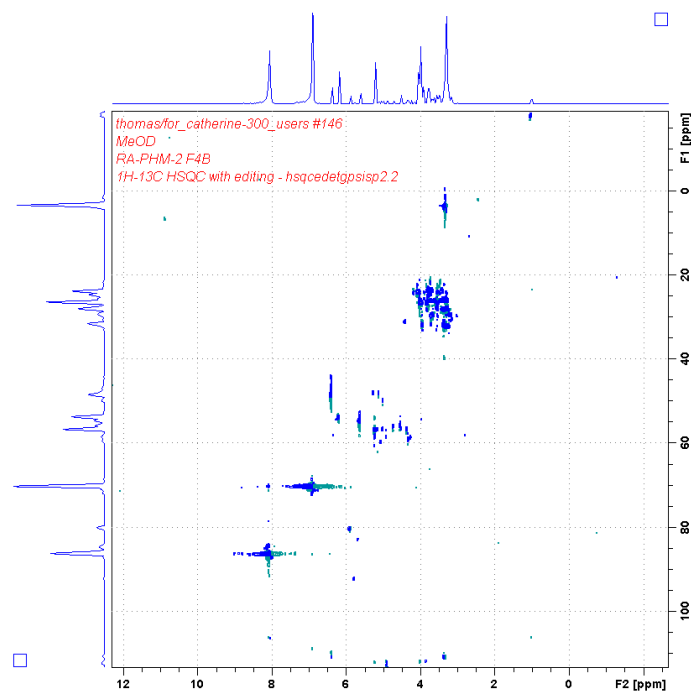 thomas/for_catherine-300_users #146
MeOD
RA-PHM-2 F4B
1H-13C HSQC with editing - hsqcedetgpsisp2.2
F1 [ppm]
0
20
40
60
80
100
12
10
8
6
4
2
0
F2 [ppm]